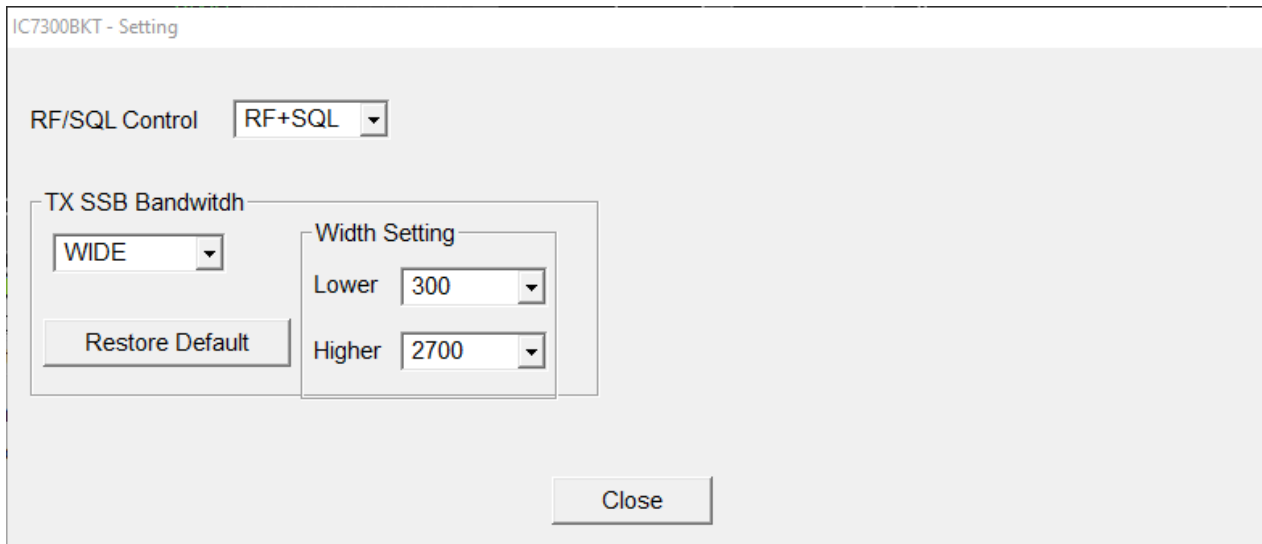 IC7300BKT - Setting
RF/SQL Control RF+SQL
TX SSB Bandwitdh
WIDE
Restore Default
Width Setting
Lower 300
Higher 2700
Close